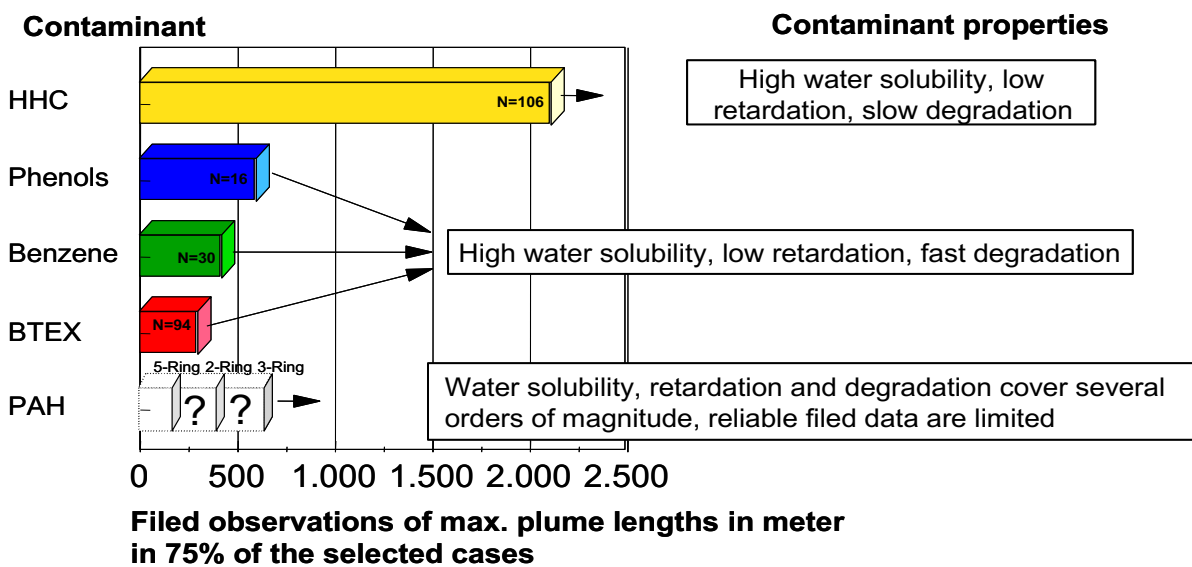 Contaminant
Contaminant properties
HHC
N=106
High water solubility, low
retardation, slow degradation
Phenols
N=16
Benzene
N=30
High water solubility, low retardation, fast degradation
BTEX
N=94
5-Ring 2-Ring 3-Ring
PAH
? ?
Water solubility, retardation and degradation cover several
orders of magnitude, reliable filed data are limited
0 500 1.000 1.500 2.000 2.500
Filed observations of max. plume lengths in meter
in 75% of the selected cases